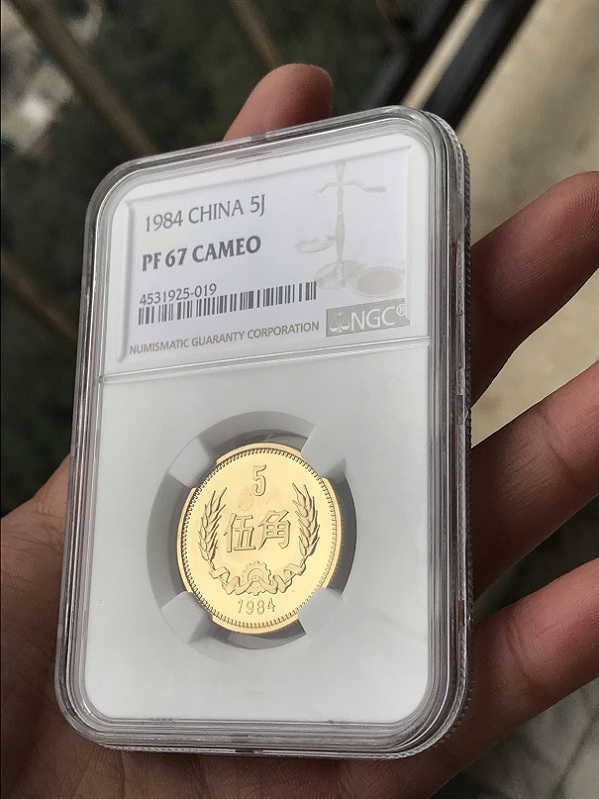 1984 CHINA 5J
PF 67 CAMEO
4531925-019
NUMISMATIC GUARANTY CORPORATION
NGC®
5
伍角
1984